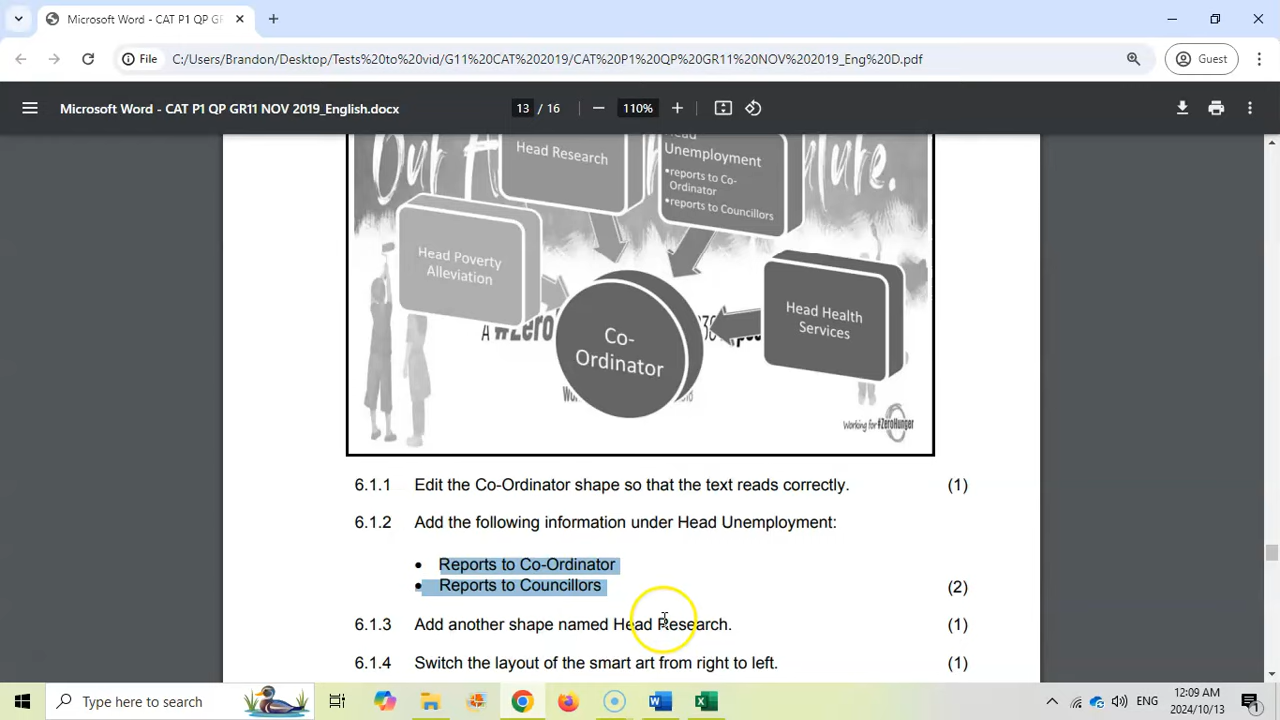 Microsoft Word - CAT P1 QP GR
File
C:/Users/Brandon/Desktop/Tests%20to%20vid/G11%20CAT%202019/CAT%20P1%20QP%20GR11%20NOV%202019_Eng%20D.pdf
Guest
Microsoft Word - CAT P1 QP GR11 NOV 2019_English.docx
13 / 16
110%
Our
Head Research
Head
Unemployment
•reports to Co-
Ordinator
•reports to Councillors
Head Poverty
Alleviation
Head Health
Services
Co-
Ordinator
Working for #ZeroHunger
6.1.1 Edit the Co-Ordinator shape so that the text reads correctly. (1)
6.1.2 Add the following information under Head Unemployment:
• Reports to Co-Ordinator
• Reports to Councillors (2)
6.1.3 Add another shape named Head Research. (1)
6.1.4 Switch the layout of the smart art from right to left. (1)
Type here to search
ENG
12:09 AM
2024/10/13